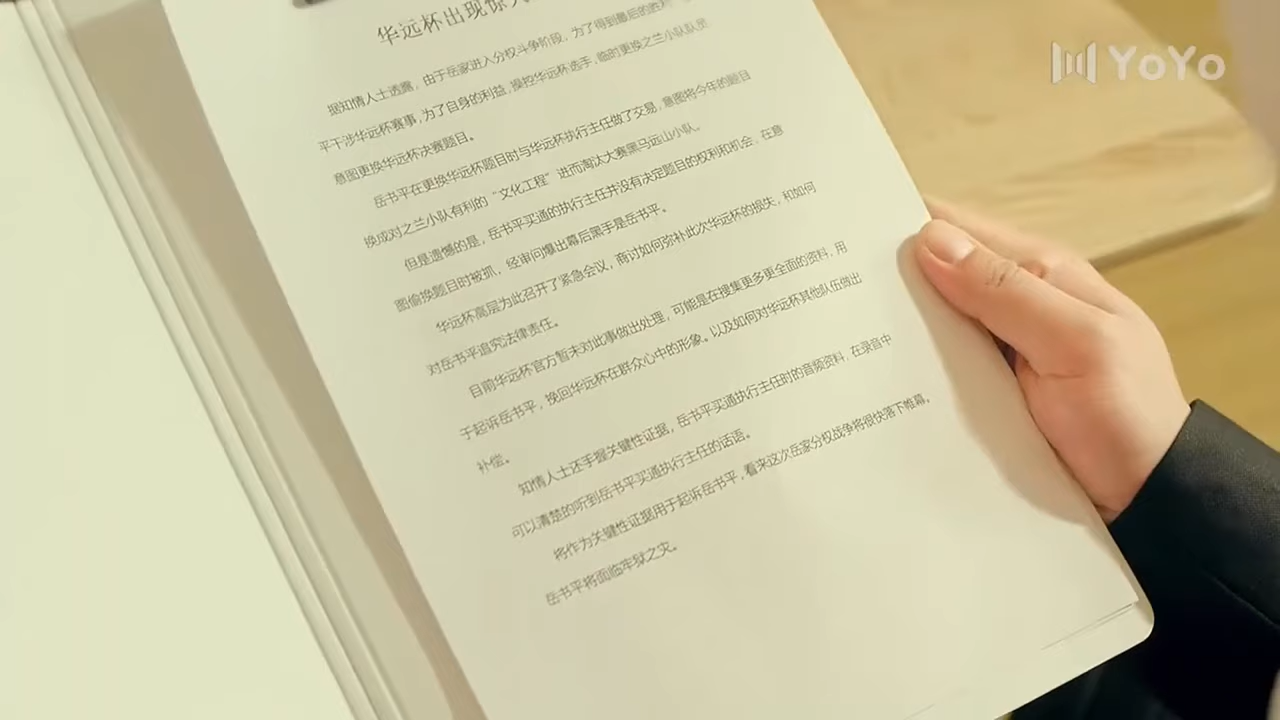 华远杯出现惊
据知情人士透露，由于岳家进入分权斗争阶段，为了得到最后的胜利
平干涉华远杯赛事，为了自身的利益，操控华远杯选手，临时更换之兰小队队员
意图更换华远杯决赛题目。
岳书平在更换华远杯题目时与华远杯执行主任做了交易，意图将今年的题目
换成对之兰小队有利的“文化工程”进而淘汰大赛黑马远山小队。
但是遗憾的是，岳书平买通的执行主任并没有决定题目的权利和机会，在意
图偷换题目时被抓，经审问爆出幕后黑手是岳书平。
华远杯高层为此召开了紧急会议，商讨如何弥补此次华远杯的损失，和如何
对岳书平追究法律责任。
目前华远杯官方暂未对此事做出处理，可能是在搜集更多更全面的资料，用
于起诉岳书平，挽回华远杯在群众心中的形象。以及如何对华远杯其他队伍做出
补偿。
知情人士还手握关键性证据，岳书平买通执行主任时的音频资料，在录音中
可以清楚的听到岳书平买通执行主任的话语。
将作为关键性证据用于起诉岳书平，看来这次岳家分权战争将很快落下帷幕。
岳书平将面临牢狱之灾。
YoYo